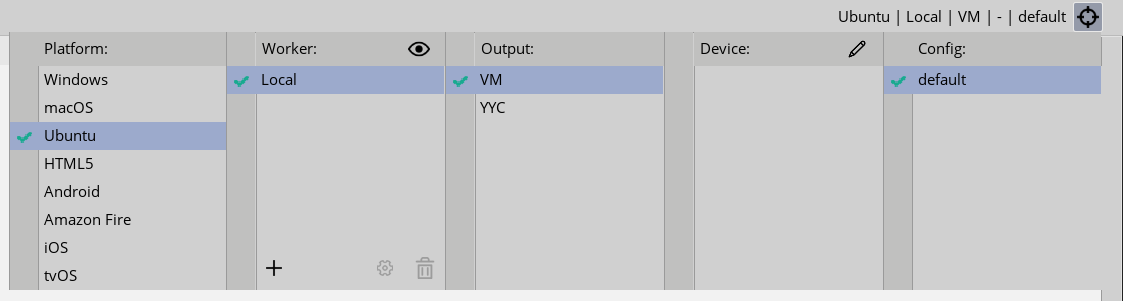 Ubuntu | Local | VM | - | default
Platform:
Worker:
Output:
Device:
Config:
Windows
Local
VM
default
macOS
YYC
Ubuntu
HTML5
Android
Amazon Fire
iOS
tvOS